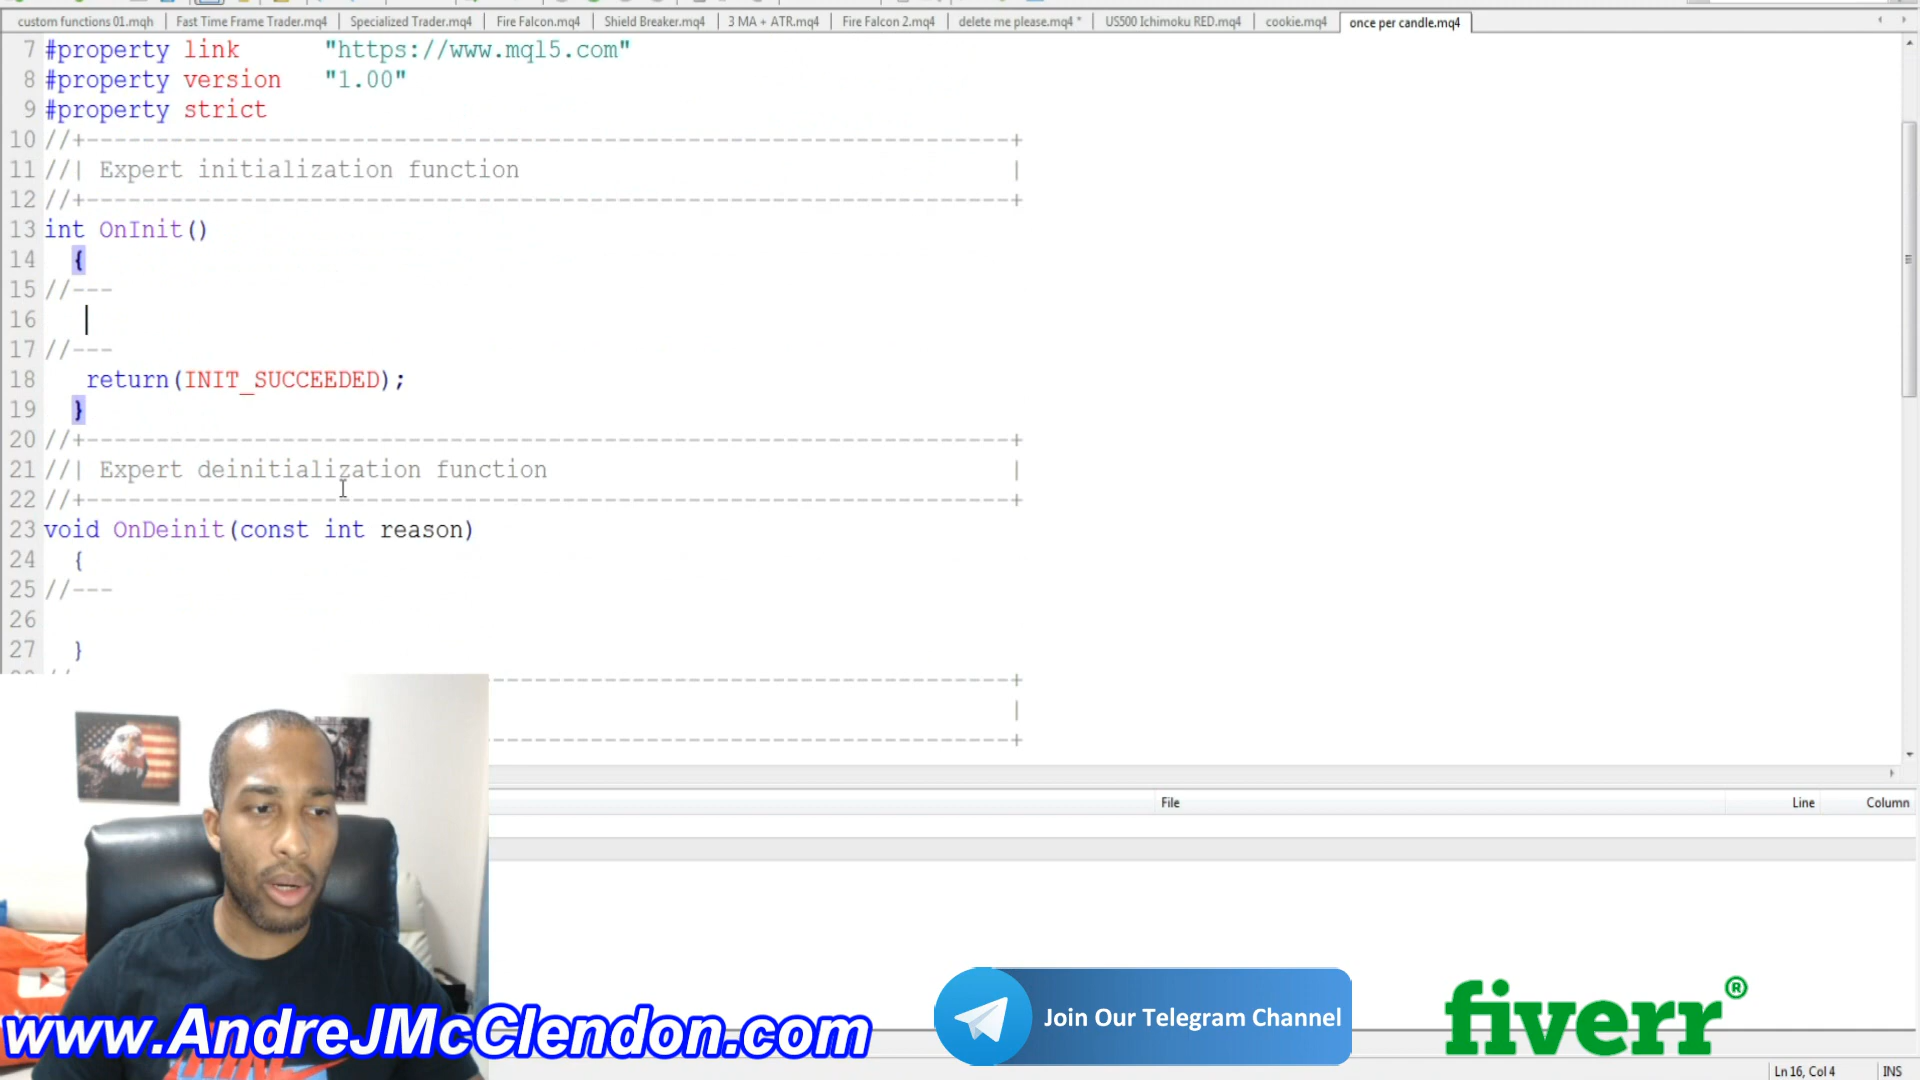 custom functions 01.mqh Fast Time Frame Trader.mq4 Specialized Trader.mq4 Fire Falcon.mq4 Shield Breaker.mq4 3 MA + ATR.mq4 Fire Falcon 2.mq4 delete me please.mq4 * US500 Ichimoku RED.mq4 cookie.mq4 once per candle.mq4
7 #property link "https://www.mql5.com"
8 #property version "1.00"
9 #property strict
10 //+------------------------------------------------------------------+
11 //| Expert initialization function |
12 //+------------------------------------------------------------------+
13 int OnInit()
14 {
15 //---
16
17 //---
18 return(INIT_SUCCEEDED);
19 }
20 //+------------------------------------------------------------------+
21 //| Expert deinitialization function |
22 //+------------------------------------------------------------------+
23 void OnDeinit(const int reason)
24 {
25 //---
26
27 }
File Line Column
www.AndreJMcClendon.com
Join Our Telegram Channel
fiverr®
Ln 16, Col 4 INS